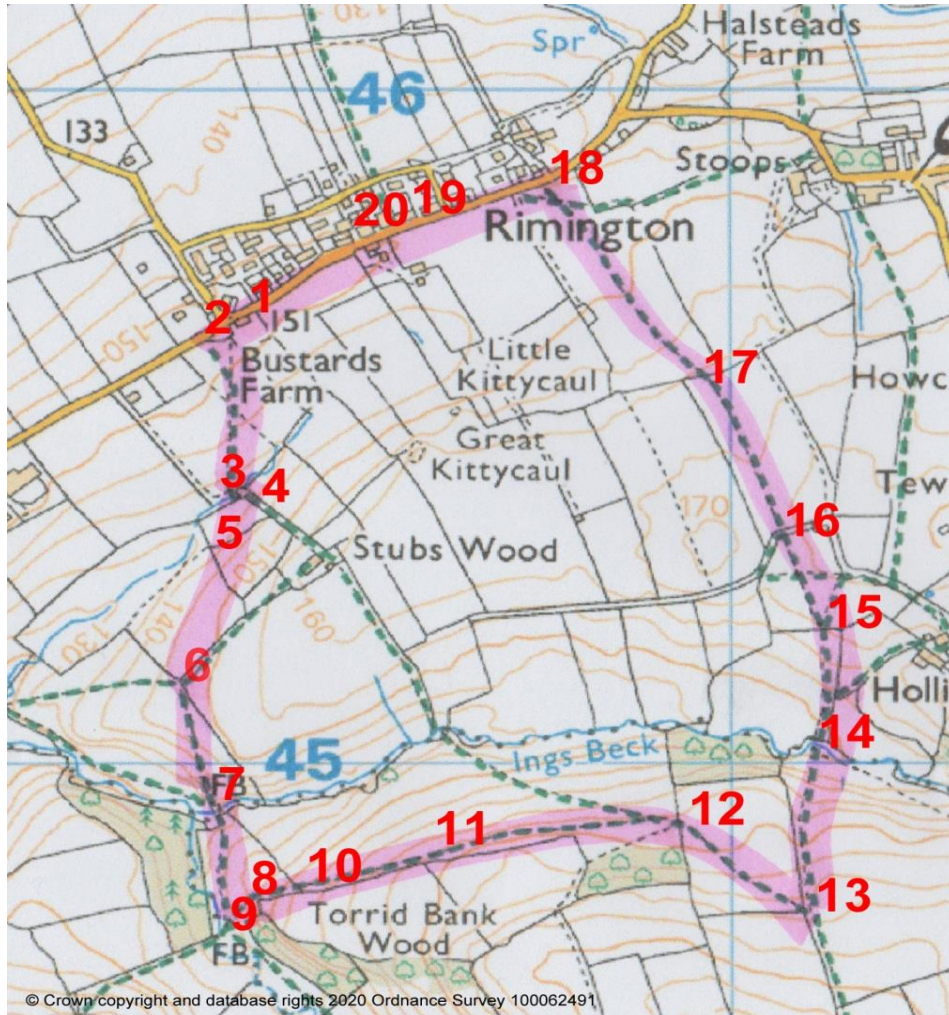 Halsteads
Farm
Spr
46
133
140
130
Stoops
18
19
20
Rimington
1
2
151
150
Bustards
Farm
Little
Kittycaul
17
Howc
Great
Kittycaul
3
4
Tew
170
5
16
Stubs Wood
150
140
130
160
15
6
Holli
14
45
Ings Beck
7
FB
12
11
10
8
13
9
Torrid Bank
Wood
FB
© Crown copyright and database rights 2020 Ordnance Survey 100062491